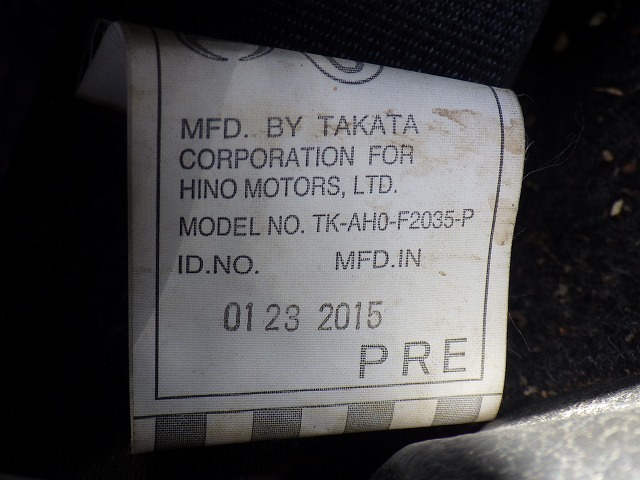 MFD. BY TAKATA
CORPORATION FOR
HINO MOTORS, LTD.
MODEL NO. TK-AH0-F2035-P
ID.NO. MFD.IN
01 23 2015
PRE